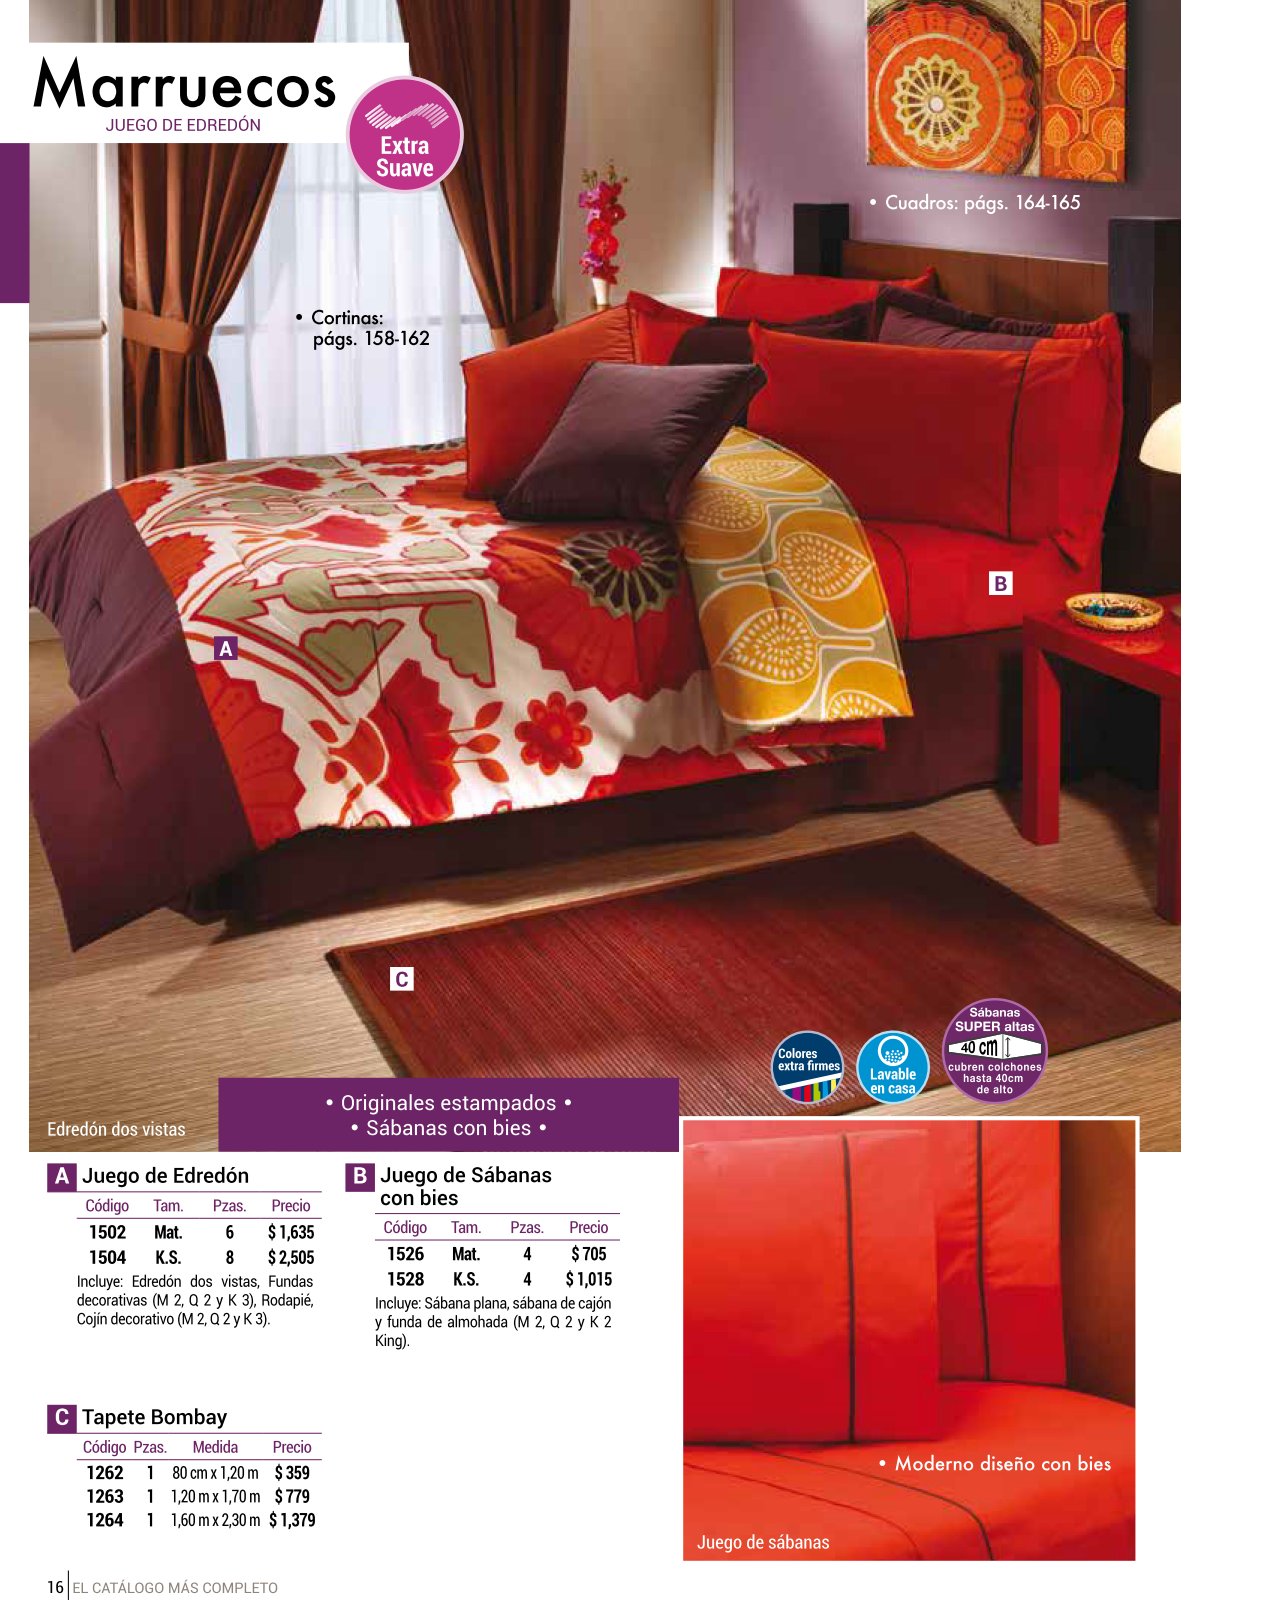 Marruecos
JUEGO DE EDREDÓN
Extra
Suave
• Cuadros: págs. 164-165
• Cortinas:
págs. 158-162
A
B
C
Colores
extra firmes
Lavable
en casa
Sábanas
SUPER altas
40 cm
cubren colchones
hasta 40cm
de alto
• Originales estampados •
• Sábanas con bies •
Edredón dos vistas
A Juego de Edredón
Código Tam. Pzas. Precio
1502 Mat. 6 $ 1,635
1504 K.S. 8 $ 2,505
Incluye: Edredón dos vistas, Fundas
decorativas (M 2, Q 2 y K 3), Rodapié,
Cojín decorativo (M 2, Q 2 y K 3).
B Juego de Sábanas
con bies
Código Tam. Pzas. Precio
1526 Mat. 4 $ 705
1528 K.S. 4 $ 1,015
Incluye: Sábana plana, sábana de cajón
y funda de almohada (M 2, Q 2 y K 2
King).
C Tapete Bombay
Código Pzas. Medida Precio
1262 1 80 cm x 1,20 m $ 359
1263 1 1,20 m x 1,70 m $ 779
1264 1 1,60 m x 2,30 m $ 1,379
• Moderno diseño con bies
Juego de sábanas
16 EL CATÁLOGO MÁS COMPLETO